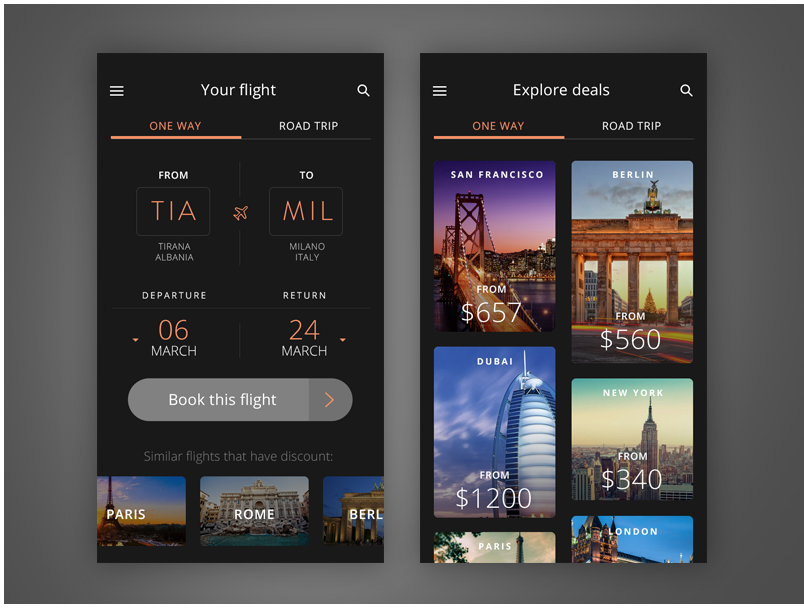 Your flight
ONE WAY
ROAD TRIP
FROM
TO
TIA
MIL
TIRANA
ALBANIA
MILANO
ITALY
DEPARTURE
RETURN
06
MARCH
24
MARCH
Book this flight
Similar flights that have discount:
PARIS
ROME
BERL
Explore deals
ONE WAY
ROAD TRIP
SAN FRANCISCO
FROM
$657
BERLIN
FROM
$560
DUBAI
FROM
$1200
NEW YORK
FROM
$340
PARIS
LONDON